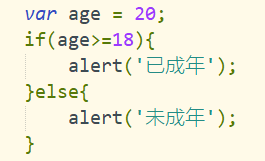 var age = 20;
if(age>=18){
    alert('已成年');
}else{
    alert('未成年');
}